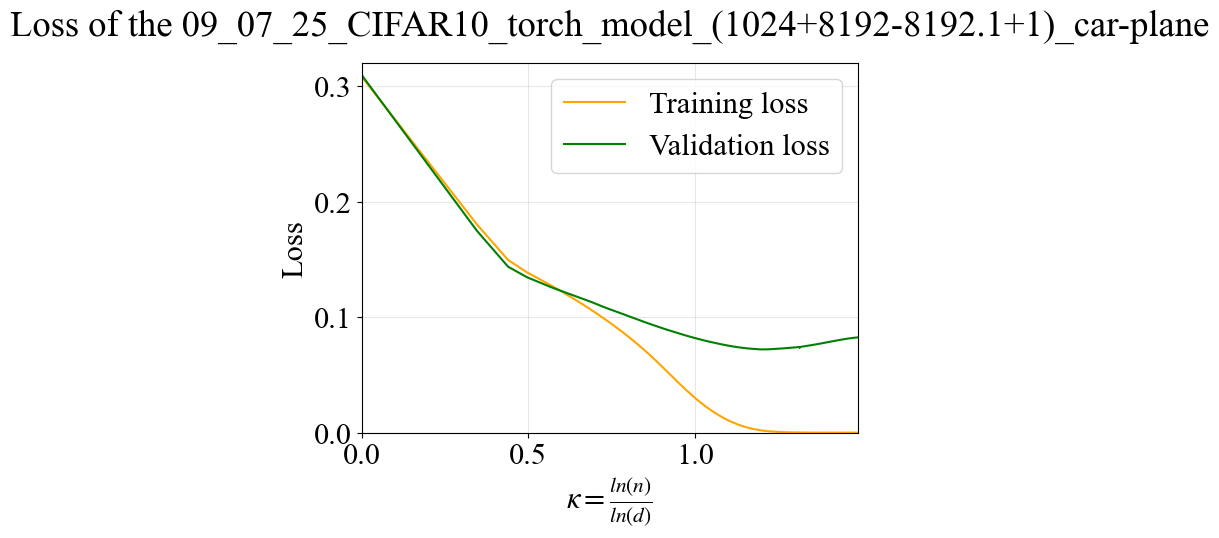 Loss of the 09_07_25_CIFAR10_torch_model_(1024+8192-8192.1+1)_car-plane
Training loss
Validation loss
Loss
0.3
0.2
0.1
0.0
0.0 0.5 1.0
κ = ln(n)/ln(d)